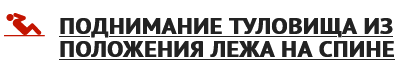 ПОДНИМАНИЕ ТУЛОВИЩА ИЗ
ПОЛОЖЕНИЯ ЛЕЖА НА СПИНЕ